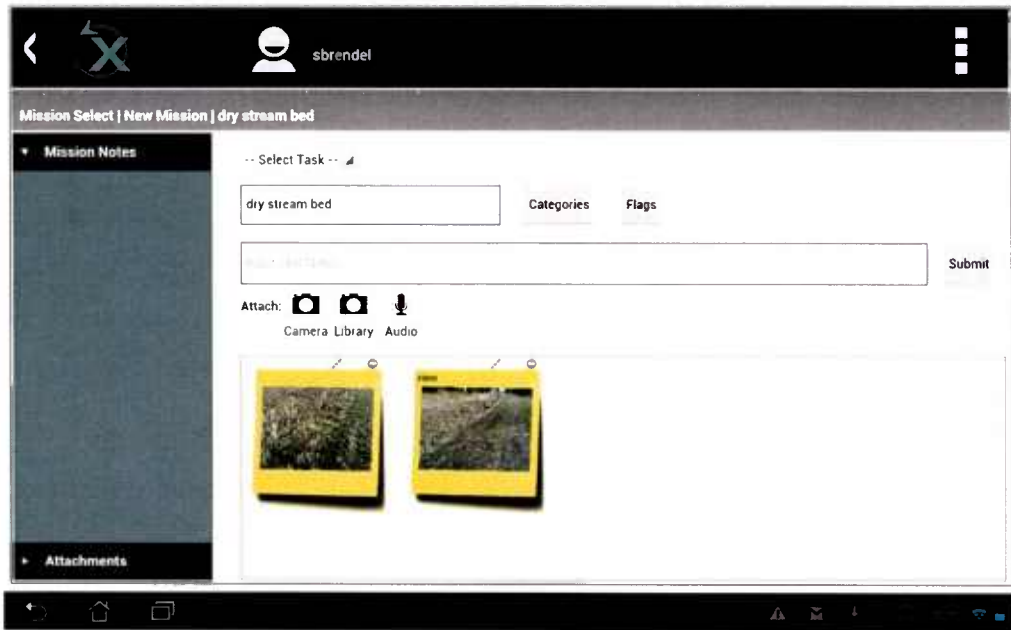 X
sbrendel
Mission Select | New Mission | dry stream bed
Mission Notes
-- Select Task --
dry stream bed
Categories
Flags
Submit
Attach:
Camera Library Audio
Attachments